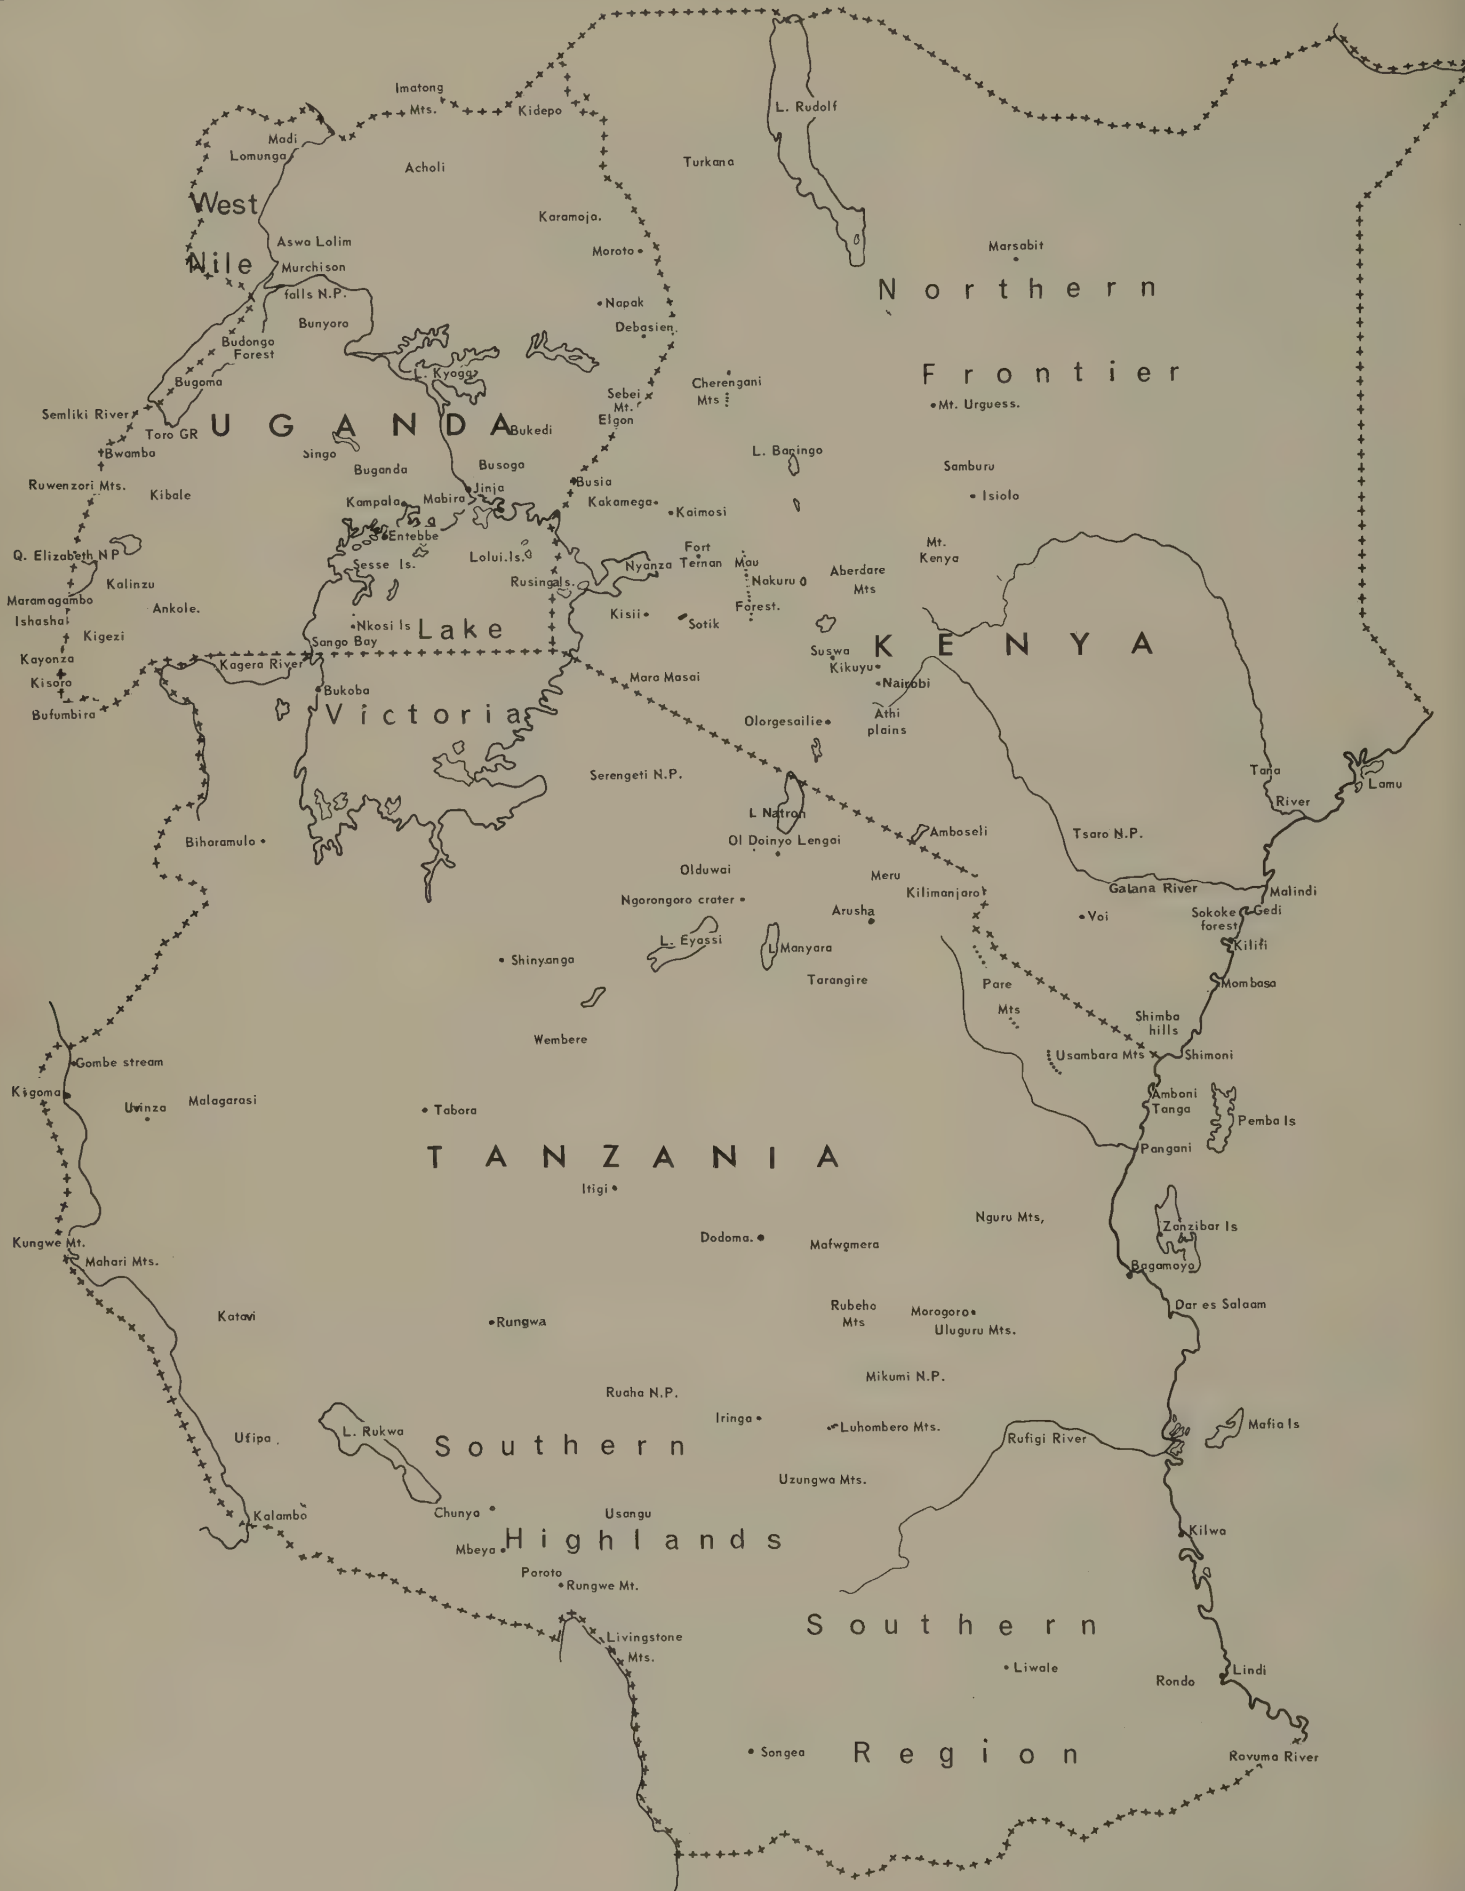 Imatong
Mts.
Kidepo
L. Rudolf
Madi
Lomunga
Acholi
Turkana
West
Nile
Karamoja.
Aswa Lolim
Moroto
Marsabit
Murchison
falls N.P.
Northern
Napak
Bunyoro
Debasien
Budongo
Forest
L. Kyoga
Frontier
Bugoma
Cherengani
Mts
Sebei
Mt.
Elgon
Mt. Urguess.
Semliki River
Toro GR
UGANDA
Bukedi
Bwamba
Singo
Buganda
Busoga
L. Baringo
Samburu
Ruwenzori Mts.
Kibale
Jinja
Busia
Isiolo
Kampala
Mabira
Kakamega
Kaimosi
Entebbe
Mt.
Kenya
Q. Elizabeth N P
Sesse Is.
Lolui.Is.
Nyanza
Fort
Ternan
Mau
Forest.
Nakuru
Aberdare
Mts
Kalinzu
Rusinga Is.
Maramagambo
Ankole.
Ishasha
Kisii
Sotik
Kigezi
Nkosi Is
Lake
Sango Bay
KENYA
Suswa
Kikuyu
Kayonza
Kagera River
Kisoro
Mara Masai
Nairobi
Bukoba
Bufumbira
Victoria
Olorgesailie
Athi
plains
Serengeti N.P.
Tana
River
Lamu
L Natron
Biharamulo
Ol Doinyo Lengai
Amboseli
Tsaro N.P.
Olduwai
Meru
Kilimanjaro
Galana River
Malindi
Ngorongoro crater
Arusha
Voi
Sokoke
forest
Gedi
L. Eyassi
L Manyara
Kilifi
Shinyanga
Tarangire
Pare
Mts
Mombasa
Wembere
Shimba
hills
Gombe stream
Usambara Mts
Shimoni
Kigoma
Uvinza
Malagarasi
Tabora
Amboni
Tanga
Pemba Is
Pangani
TANZANIA
Itigi
Nguru Mts,
Zanzibar Is
Kungwe Mt.
Dodoma.
Mafwomera
Mahari Mts.
Bagamoyo
Katavi
Rungwa
Rubeho
Mts
Morogoro
Dar es Salaam
Uluguru Mts.
Mikumi N.P.
Ruaha N.P.
Iringa
Luhombero Mts.
Mafia Is
Ufipa
L. Rukwa
Southern
Rufigi River
Uzungwa Mts.
Kalambo
Chunya
Usangu
Mbeya
Highlands
Kilwa
Poroto
Rungwe Mt.
Southern
Livingstone
Mts.
Liwale
Lindi
Rondo
Songea
Region
Rovuma River